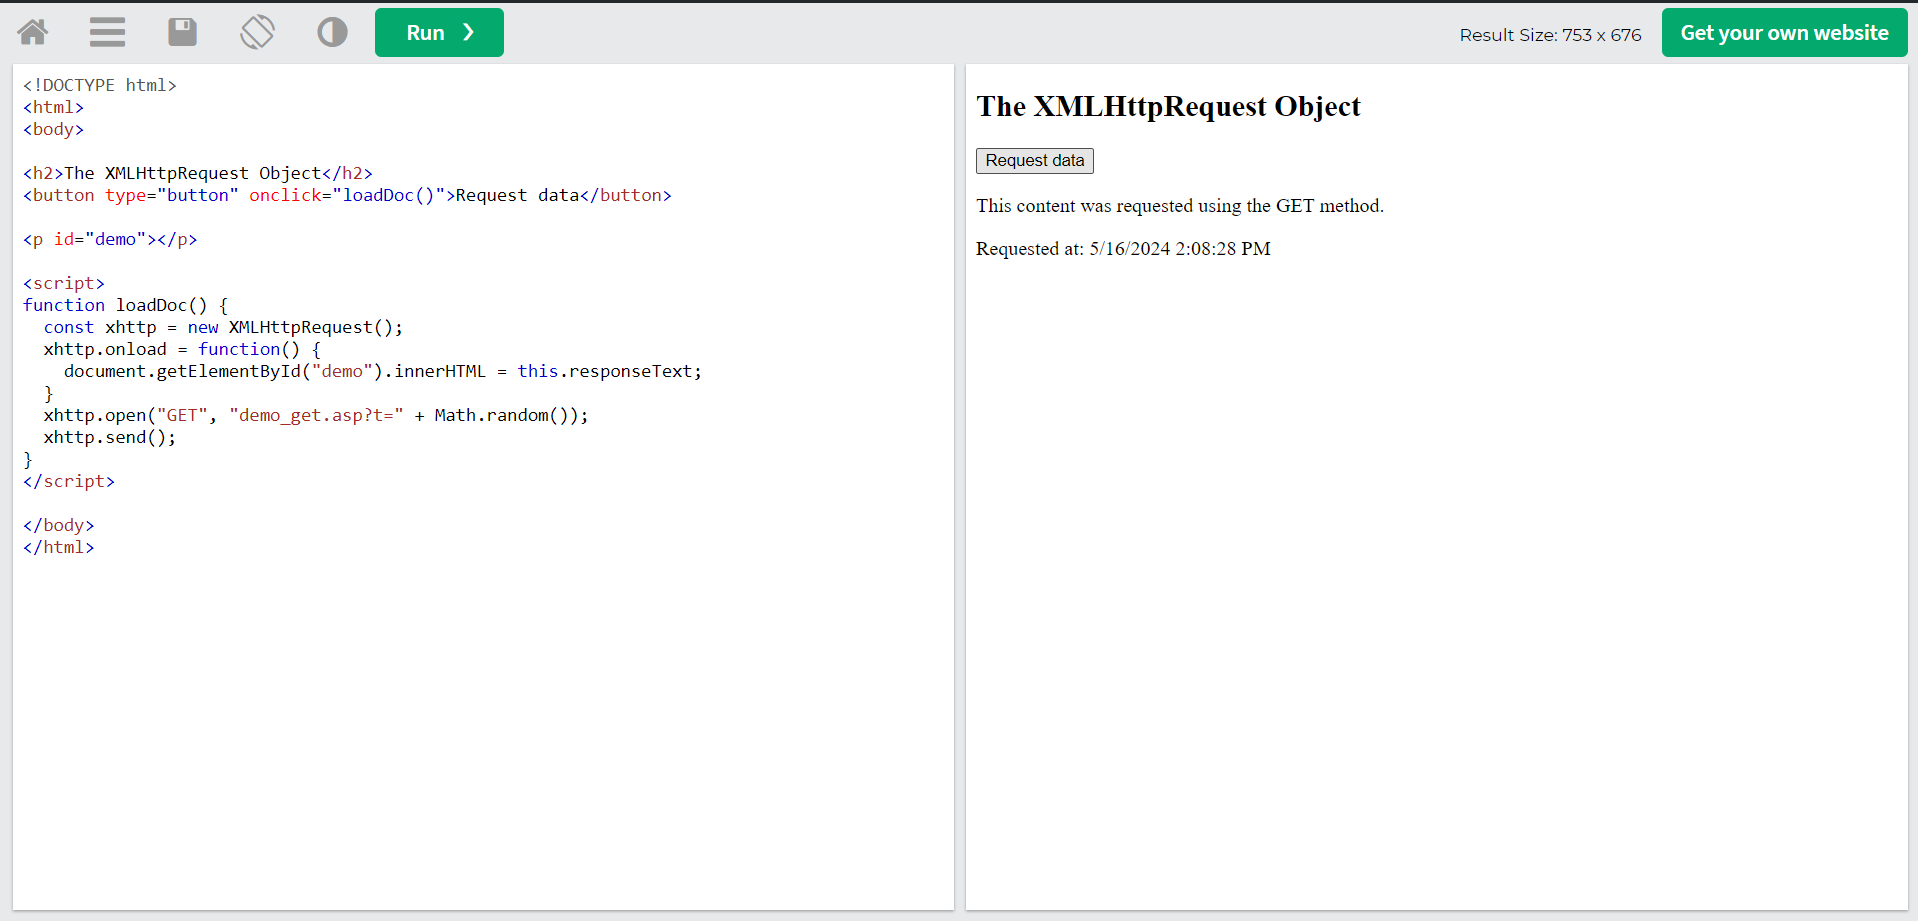 Run ❯
Result Size: 753 x 676
Get your own website
<!DOCTYPE html>
<html>
<body>

<h2>The XMLHttpRequest Object</h2>
<button type="button" onclick="loadDoc()">Request data</button>

<p id="demo"></p>

<script>
function loadDoc() {
  const xhttp = new XMLHttpRequest();
  xhttp.onload = function() {
    document.getElementById("demo").innerHTML = this.responseText;
  }
  xhttp.open("GET", "demo_get.asp?t=" + Math.random());
  xhttp.send();
}
</script>

</body>
</html>
The XMLHttpRequest Object
Request data
This content was requested using the GET method.
Requested at: 5/16/2024 2:08:28 PM